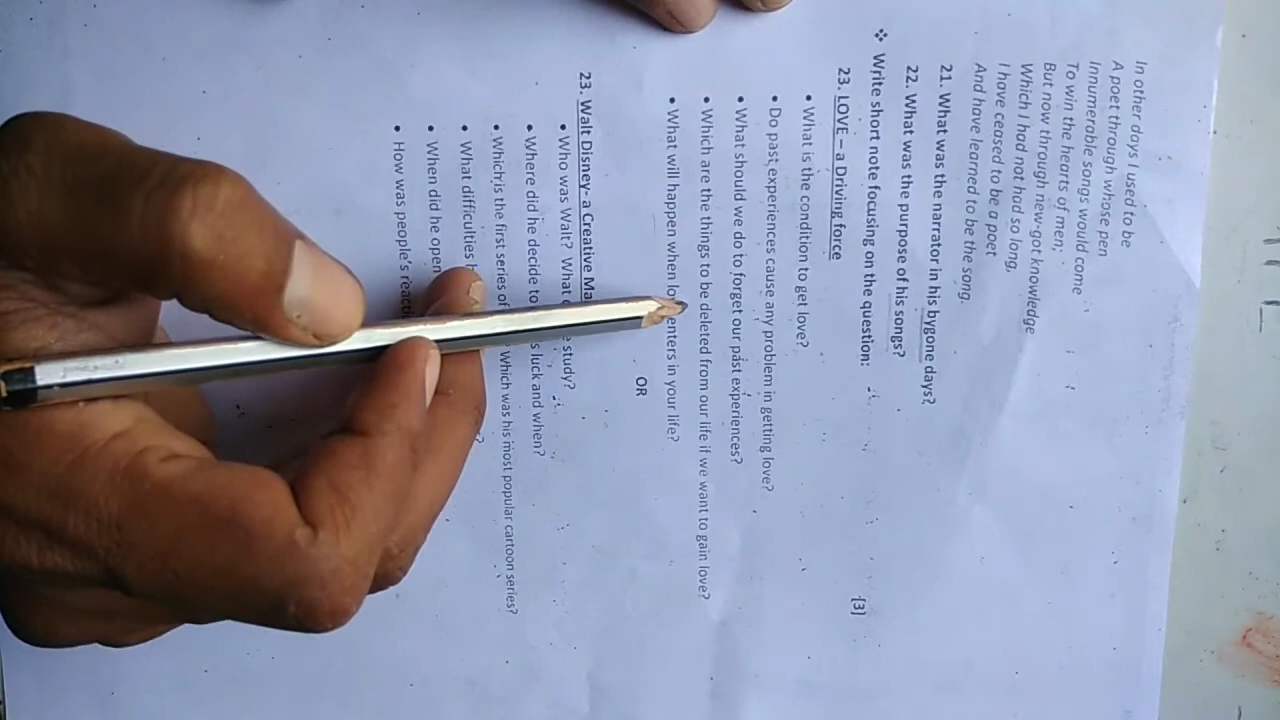 In other days I used to be
A poet through whose pen
Innumerable songs would come
To win the hearts of men;
But now through new-got knowledge
Which I had not had so long,
I have ceased to be a poet
And have learned to be the song.
21. What was the narrator in his bygone days?
22. What was the purpose of his songs?
❖ Write short note focusing on the question: [3]
23. LOVE – a Driving force
• What is the condition to get love?
• Do past experiences cause any problem in getting love?
• What should we do to forget our past experiences?
• Which are the things to be deleted from our life if we want to gain love?
• What will happen when enters in your life?
OR
23. Walt Disney- a Creative
• Who was Walt? What study?
• Where did he decide to luck and when?
• Which is the first series of Which was his most popular cartoon series?
• What difficulties
• When did he open
• How was people's